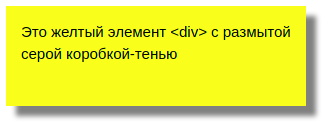 Это желтый элемент <div> с размытой
серой коробкой-тенью